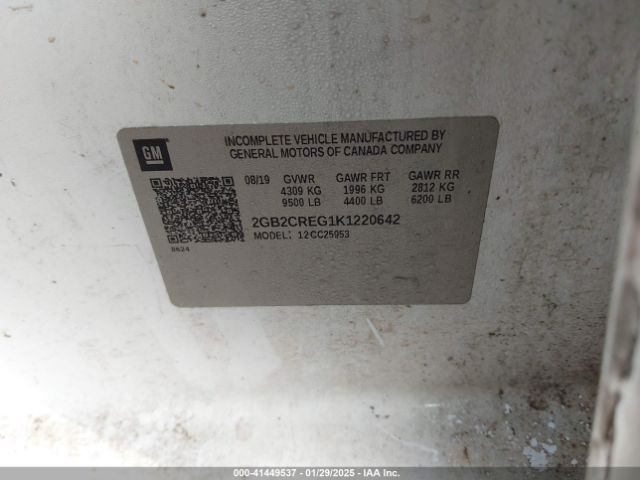 GM
INCOMPLETE VEHICLE MANUFACTURED BY
GENERAL MOTORS OF CANADA COMPANY
08/19 GVWR GAWR FRT GAWR RR
4309 KG 1996 KG 2812 KG
9500 LB 4400 LB 6200 LB
2GB2CREG1K1220642
MODEL: 12CC25953
0624
000-41449537 - 01/29/2025 - IAA Inc.